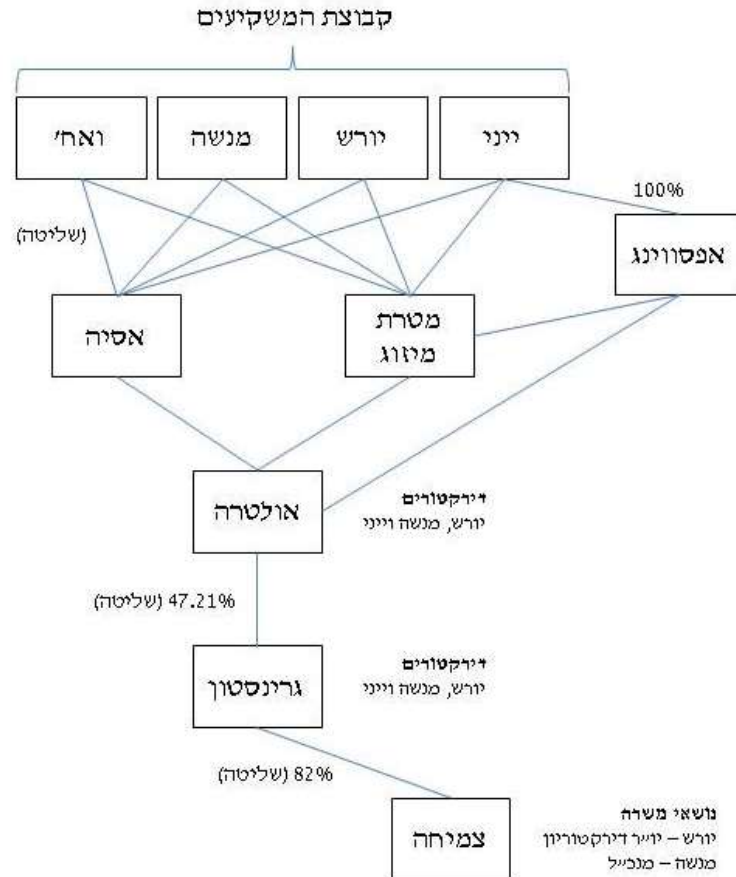 קבוצת המשקיעים
ייני
יורש
מנשה
ואח׳
100%
אפסווינג
(שליטה)
מטרת
מיזוג
אסיה
אולטרה
דירקטורים
יורש, מנשה וייני
47.21% (שליטה)
גרינסטון
דירקטורים
יורש, מנשה וייני
82% (שליטה)
צמיחה
נושאי משרה
יורש – יו״ר דירקטוריון
מנשה – מנכ״ל